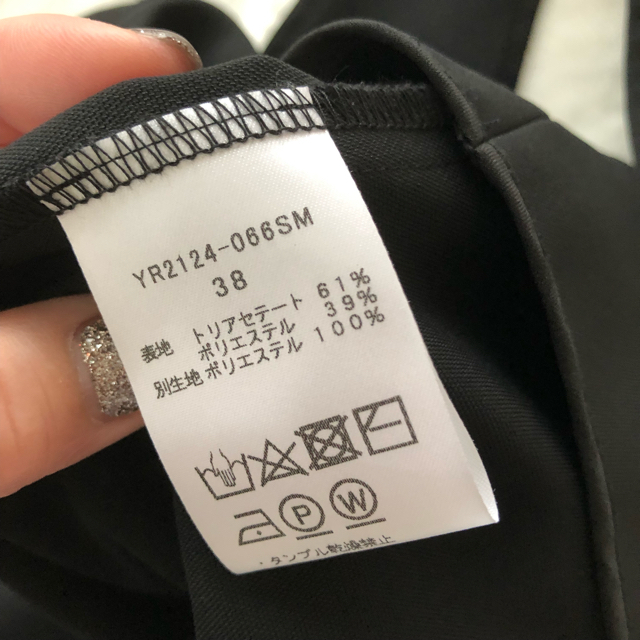 YR2124-066SM
38
表地 トリアセテート 61%
ポリエステル 39%
別生地 ポリエステル 100%
P W
・タンブル乾燥禁止